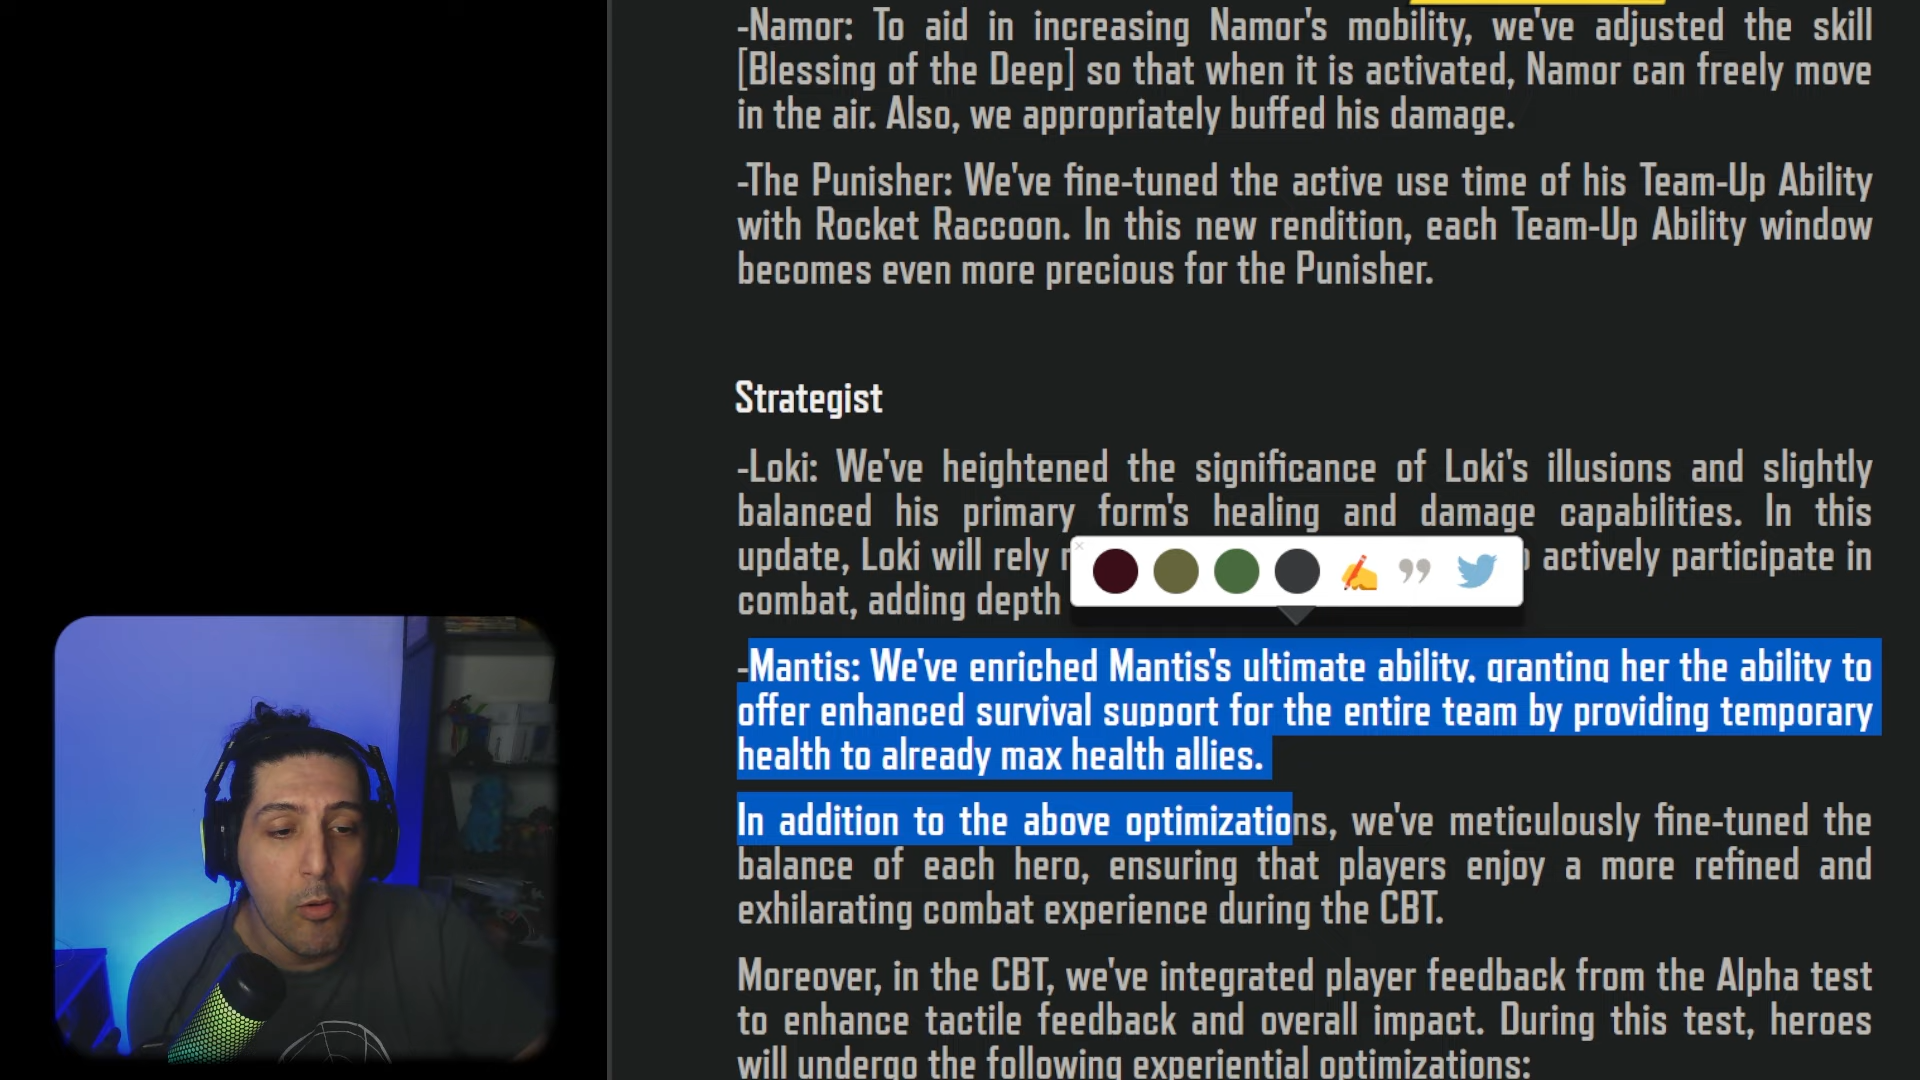 -Namor: To aid in increasing Namor's mobility, we've adjusted the skill
[Blessing of the Deep] so that when it is activated, Namor can freely move
in the air. Also, we appropriately buffed his damage.
-The Punisher: We've fine-tuned the active use time of his Team-Up Ability
with Rocket Raccoon. In this new rendition, each Team-Up Ability window
becomes even more precious for the Punisher.
Strategist
-Loki: We've heightened the significance of Loki's illusions and slightly
balanced his primary form's healing and damage capabilities. In this
update, Loki will rely actively participate in
combat, adding depth
-Mantis: We've enriched Mantis's ultimate ability, granting her the ability to
offer enhanced survival support for the entire team by providing temporary
health to already max health allies.
In addition to the above optimizations, we've meticulously fine-tuned the
balance of each hero, ensuring that players enjoy a more refined and
exhilarating combat experience during the CBT.
Moreover, in the CBT, we've integrated player feedback from the Alpha test
to enhance tactile feedback and overall impact. During this test, heroes
will undergo the following experiential optimizations: